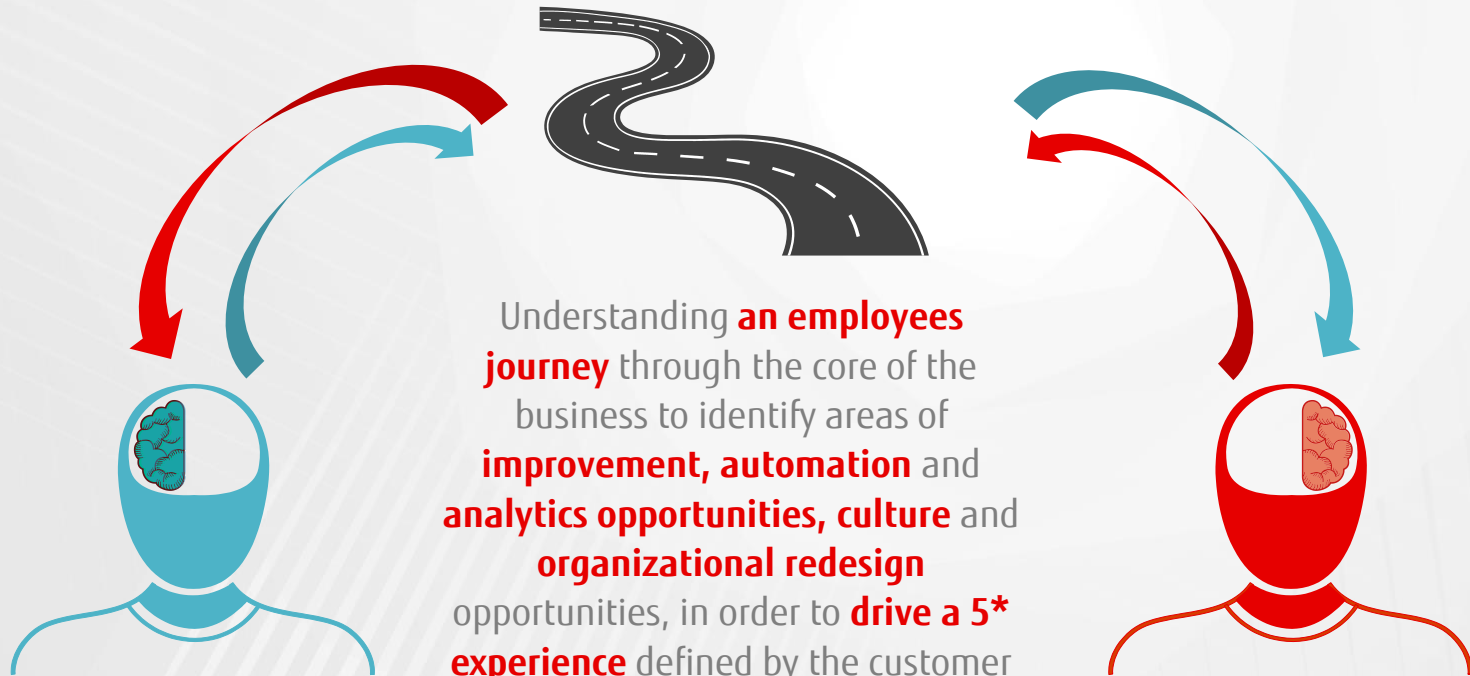 Understanding an employees
journey through the core of the
business to identify areas of
improvement, automation and
analytics opportunities, culture and
organizational redesign
opportunities, in order to drive a 5*
experience defined by the customer